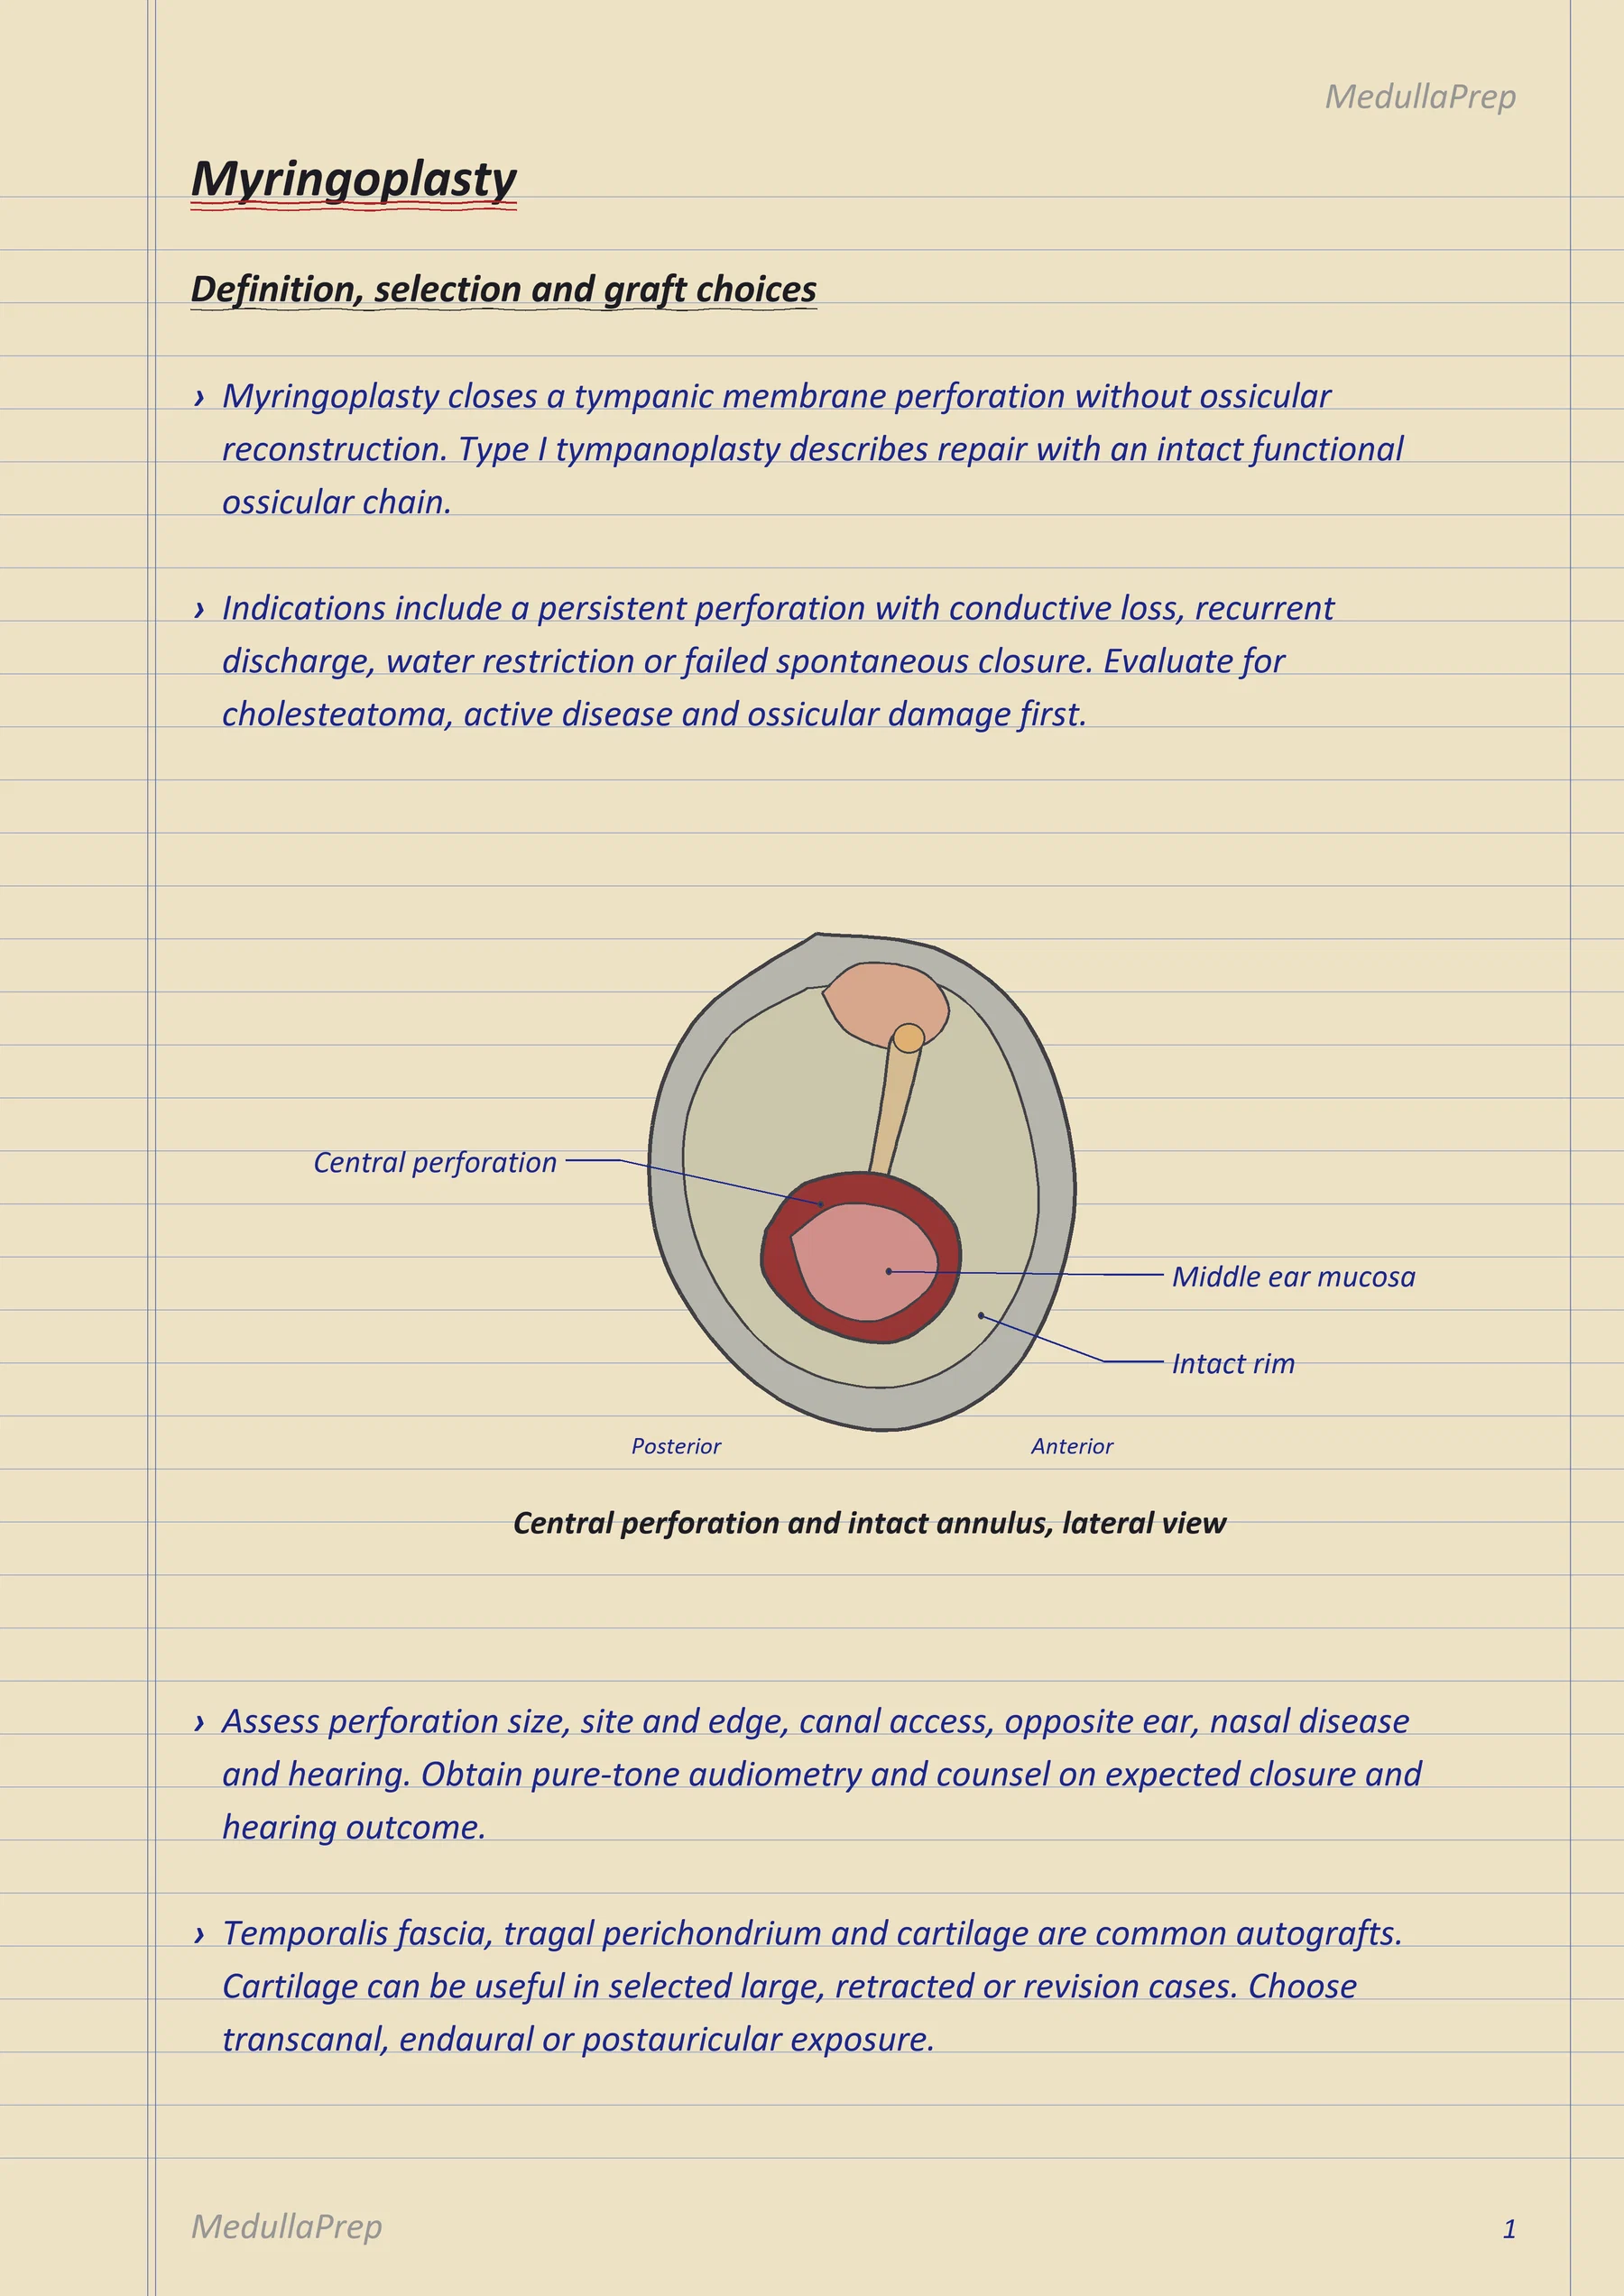 MedullaPrep
Myringoplasty
Definition, selection and graft choices
› Myringoplasty closes a tympanic membrane perforation without ossicular
reconstruction. Type I tympanoplasty describes repair with an intact functional
ossicular chain.
› Indications include a persistent perforation with conductive loss, recurrent
discharge, water restriction or failed spontaneous closure. Evaluate for
cholesteatoma, active disease and ossicular damage first.
Central perforation
Middle ear mucosa
Intact rim
Posterior
Anterior
Central perforation and intact annulus, lateral view
› Assess perforation size, site and edge, canal access, opposite ear, nasal disease
and hearing. Obtain pure-tone audiometry and counsel on expected closure and
hearing outcome.
› Temporalis fascia, tragal perichondrium and cartilage are common autografts.
Cartilage can be useful in selected large, retracted or revision cases. Choose
transcanal, endaural or postauricular exposure.
MedullaPrep
1